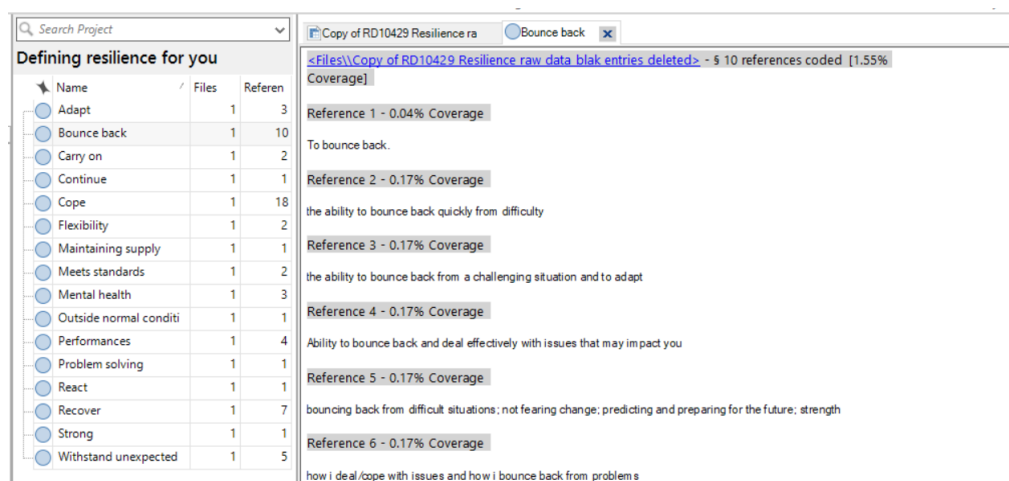 Search Project
Defining resilience for you
Name Files Referen
Adapt 1 3
Bounce back 1 10
Carry on 1 2
Continue 1 1
Cope 1 18
Flexibility 1 2
Maintaining supply 1 1
Meets standards 1 2
Mental health 1 3
Outside normal conditi 1 1
Performances 1 4
Problem solving 1 1
React 1 1
Recover 1 7
Strong 1 1
Withstand unexpected 1 5
Copy of RD10429 Resilience ra
Bounce back x
<Files\\Copy of RD10429 Resilience raw data blak entries deleted> - § 10 references coded [1.55%
Coverage]
Reference 1 - 0.04% Coverage
To bounce back.
Reference 2 - 0.17% Coverage
the ability to bounce back quickly from difficulty
Reference 3 - 0.17% Coverage
the ability to bounce back from a challenging situation and to adapt
Reference 4 - 0.17% Coverage
Ability to bounce back and deal effectively with issues that may impact you
Reference 5 - 0.17% Coverage
bouncing back from difficult situations; not fearing change; predicting and preparing for the future; strength
Reference 6 - 0.17% Coverage
how i deal/cope with issues and how i bounce back from problems